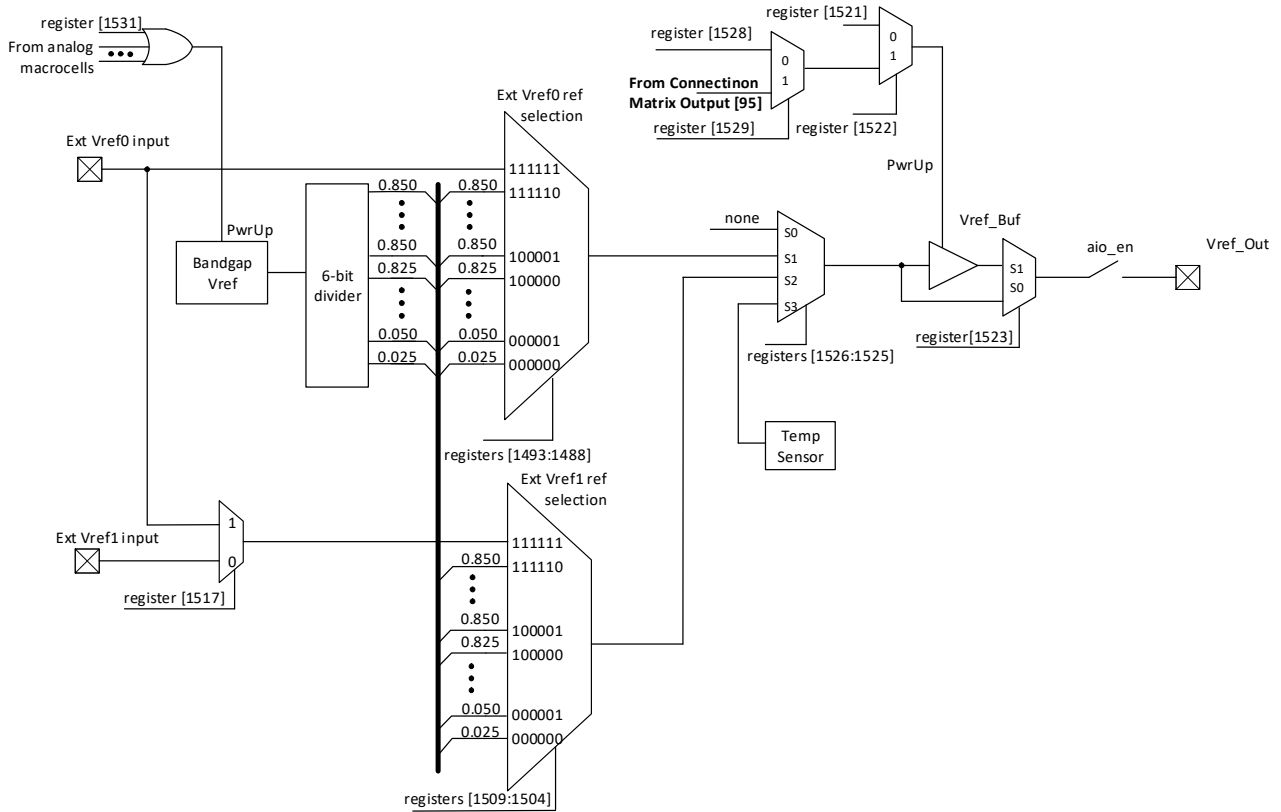 register [1531]
From analog
macrocells
register [1521]
register [1528]
0
1
0
1
From Connectinon
Matrix Output [95]
register [1529]
register [1522]
PwrUp
Ext Vref0 ref
selection
Ext Vref0 input
111111
0.850
0.850
111110
0.850
0.850
100001
0.825
0.825
100000
0.050
0.050
000001
0.025
0.025
000000
PwrUp
Bandgap
Vref
6-bit
divider
registers [1493:1488]
none
S0
S1
S2
S3
registers [1526:1525]
Vref_Buf
S1
S0
register[1523]
aio_en
Vref_Out
Temp
Sensor
Ext Vref1 ref
selection
Ext Vref1 input
1
0
register [1517]
111111
0.850
111110
0.850
100001
0.825
100000
0.050
000001
0.025
000000
registers [1509:1504]